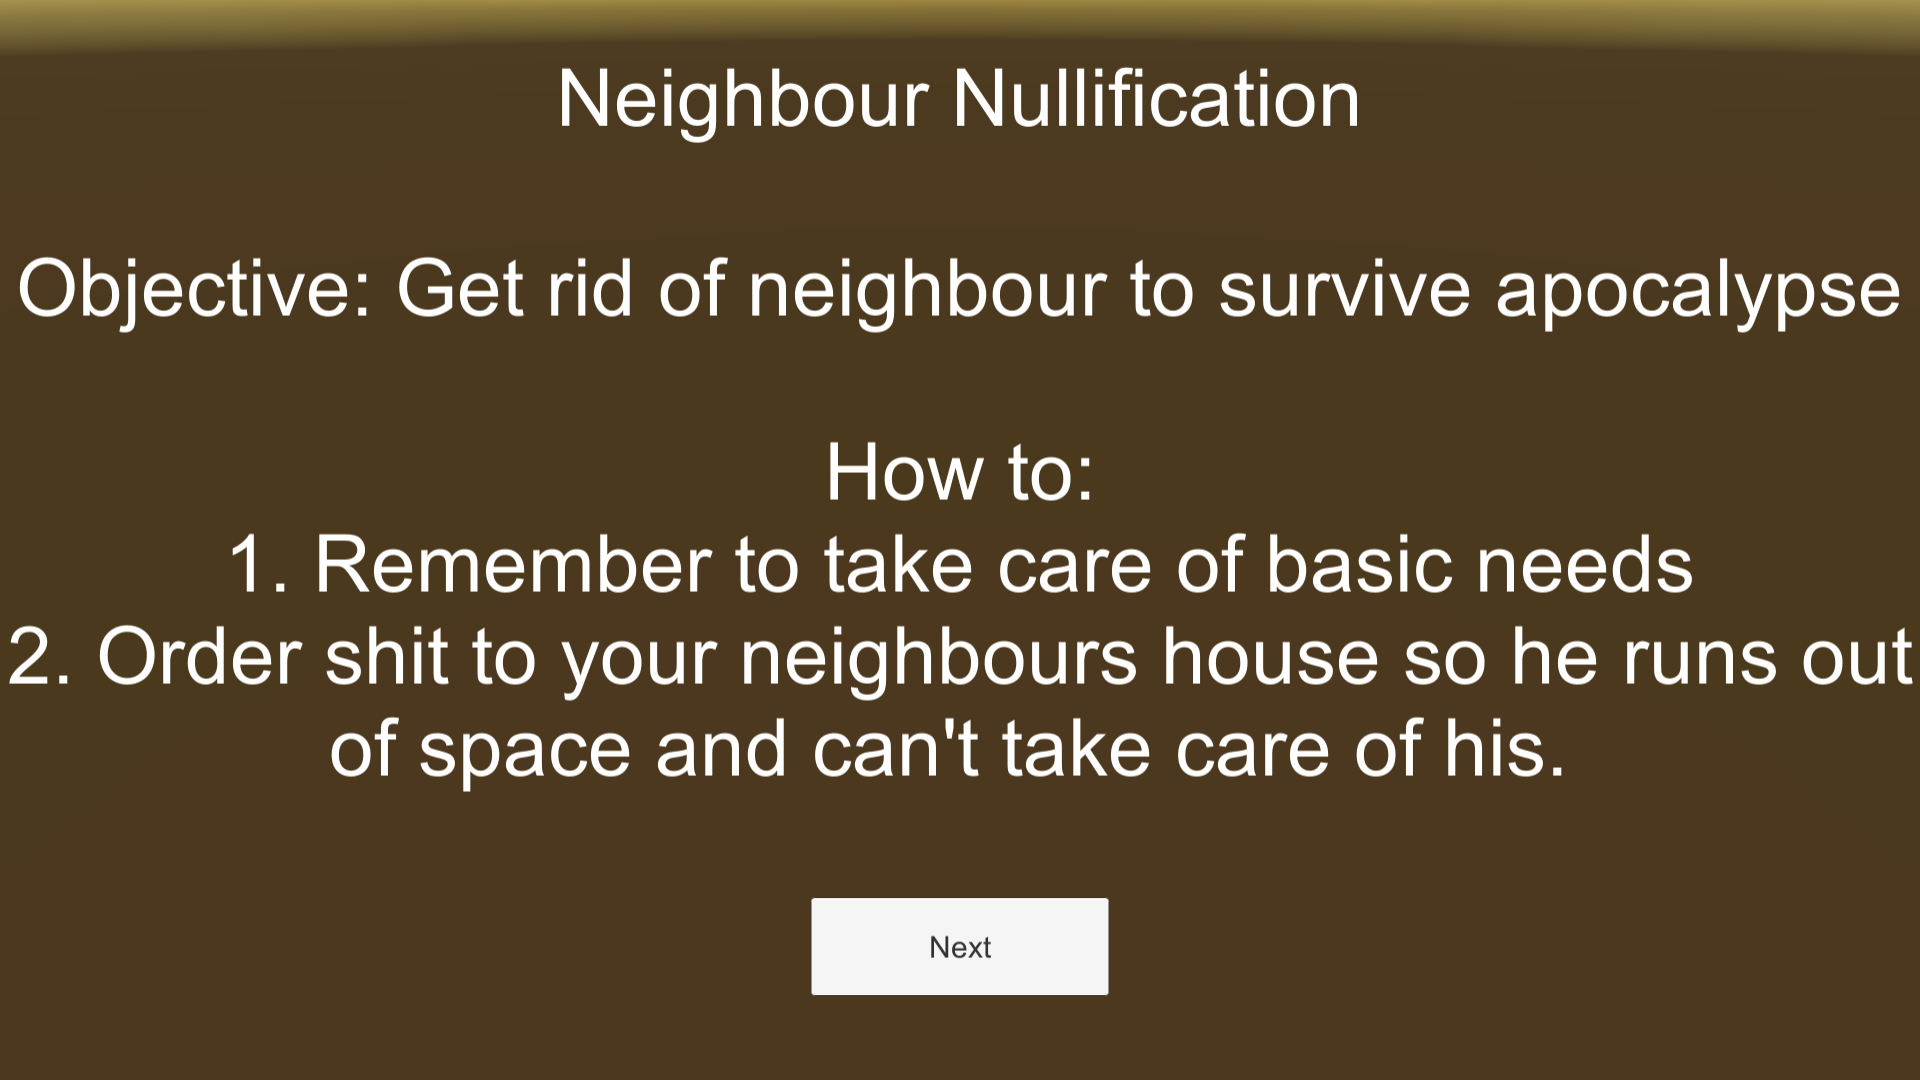 Neighbour Nullification
Objective: Get rid of neighbour to survive apocalypse
How to:
1. Remember to take care of basic needs
2. Order shit to your neighbours house so he runs out
of space and can't take care of his.
Next